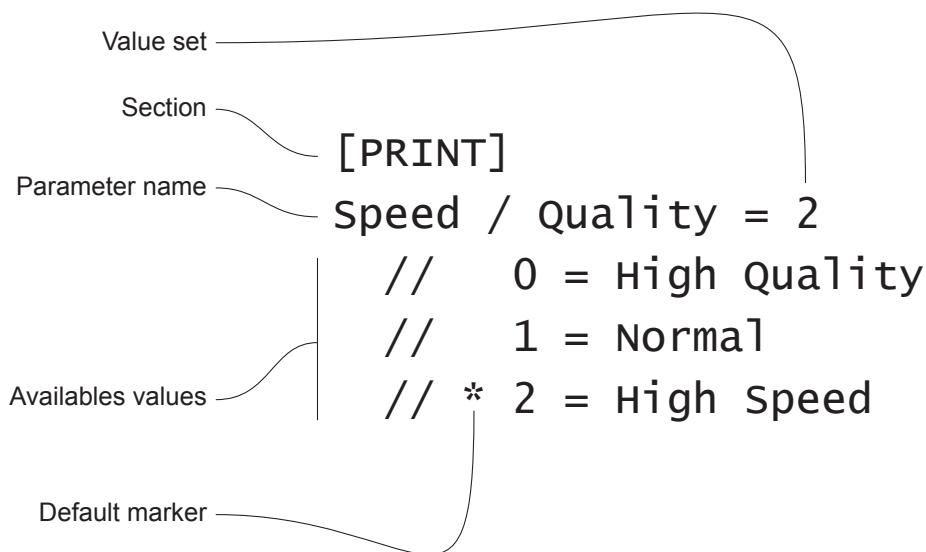 Value set
Section
[PRINT]
Parameter name
Speed / Quality = 2
// 0 = High Quality
// 1 = Normal
Availables values
// * 2 = High Speed
Default marker